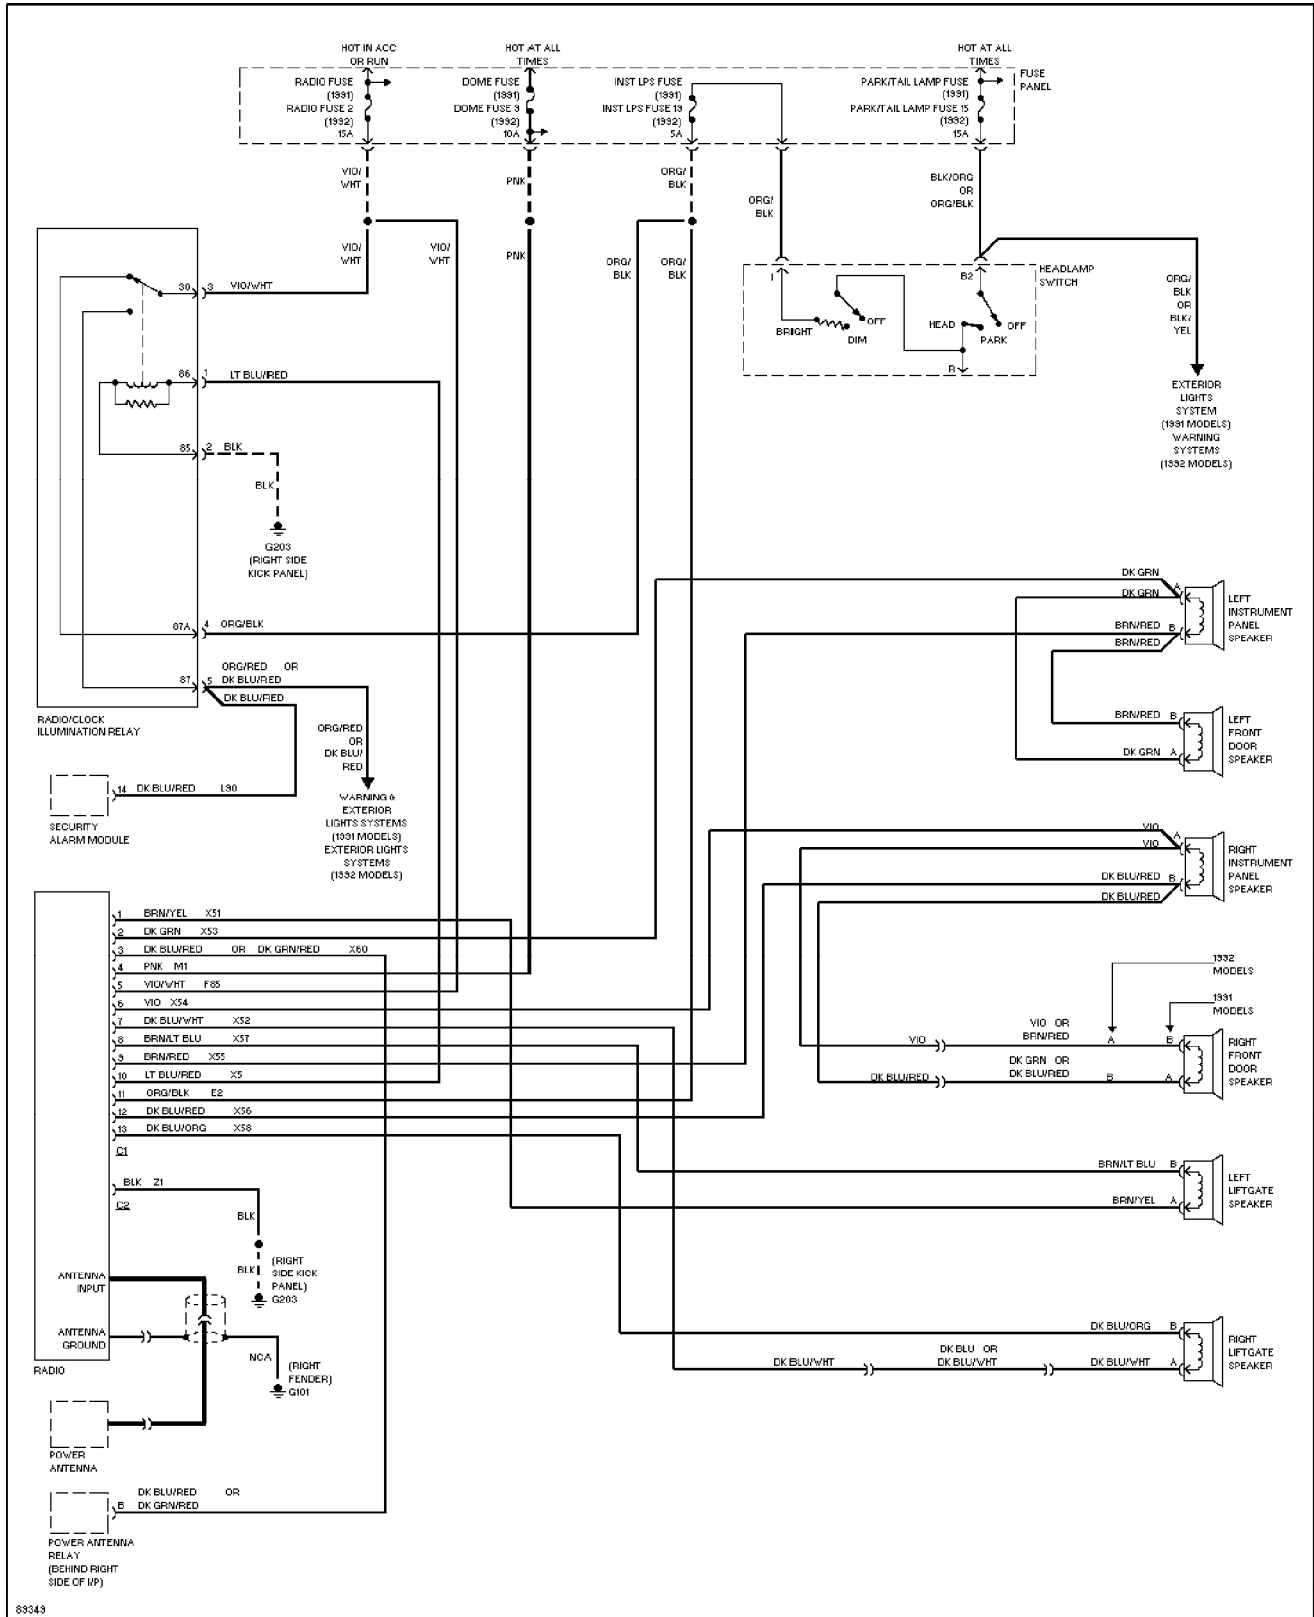 HOT IN ACC
OR RUN
HOT AT ALL
TIMES
HOT AT ALL
TIMES
RADIO FUSE
(1991)
RADIO FUSE 2
(1992)
15A
DOME FUSE
(1991)
DOME FUSE 9
(1992)
10A
INST LPS FUSE
(1991)
INST LPS FUSE 19
(1992)
5A
PARK/TAIL LAMP FUSE
(1991)
PARK/TAIL LAMP FUSE 15
(1992)
15A
FUSE
PANEL
VIO/
WHT
PNK
ORG/
BLK
ORG/
BLK
BLK/ORG
OR
ORG/BLK
VIO/
WHT
VIO/
WHT
PNK
ORG/
BLK
ORG/
BLK
I
B2
HEADLAMP
SWITCH
BRIGHT
OFF
DIM
HEAD
OFF
PARK
R
ORG/
BLK
OR
BLK/
YEL
EXTERIOR
LIGHTS
SYSTEM
(1991 MODELS)
WARNING
SYSTEMS
(1992 MODELS)
30 3 VIO/WHT
86 1 LT BLU/RED
85 2 BLK
BLK
G203
(RIGHT SIDE
KICK PANEL)
87A 4 ORG/BLK
ORG/RED OR
87 5 DK BLU/RED
DK BLU/RED
RADIO/CLOCK
ILLUMINATION RELAY
ORG/RED
OR
DK BLU/
RED
14 DK BLU/RED L90
SECURITY
ALARM MODULE
WARNING &
EXTERIOR
LIGHTS SYSTEMS
(1991 MODELS)
EXTERIOR LIGHTS
SYSTEMS
(1992 MODELS)
DK GRN A
DK GRN
BRN/RED B
BRN/RED
LEFT
INSTRUMENT
PANEL
SPEAKER
BRN/RED B
DK GRN A
LEFT
FRONT
DOOR
SPEAKER
VIO A
VIO
DK BLU/RED B
DK BLU/RED
RIGHT
INSTRUMENT
PANEL
SPEAKER
1992
MODELS
1991
MODELS
VIO
VIO OR
BRN/RED
A B
DK BLU/RED
DK GRN OR
DK BLU/RED
B A
RIGHT
FRONT
DOOR
SPEAKER
1 BRN/YEL X51
2 DK GRN X53
3 DK BLU/RED OR DK GRN/RED X60
4 PNK M1
5 VIO/WHT F85
6 VIO X54
7 DK BLU/WHT X52
8 BRN/LT BLU X57
9 BRN/RED X55
10 LT BLU/RED X5
11 ORG/BLK E2
12 DK BLU/RED X56
13 DK BLU/ORG X58
C1
BLK Z1
C2
BLK
BLK
(RIGHT
SIDE KICK
PANEL)
G203
ANTENNA
INPUT
ANTENNA
GROUND
RADIO
NCA
(RIGHT
FENDER)
G101
BRN/LT BLU B
BRN/YEL A
LEFT
LIFTGATE
SPEAKER
DK BLU/ORG B
DK BLU/WHT
DK BLU OR
DK BLU/WHT
DK BLU/WHT A
RIGHT
LIFTGATE
SPEAKER
POWER
ANTENNA
DK BLU/RED OR
B DK GRN/RED
POWER ANTENNA
RELAY
(BEHIND RIGHT
SIDE OF I/P)
89349